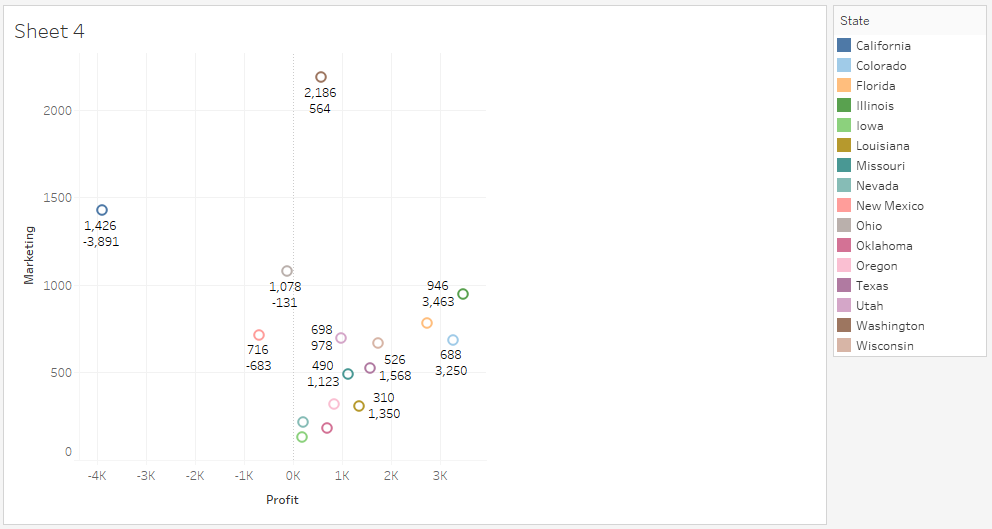 Sheet 4
State
California
Colorado
Florida
Illinois
Iowa
Louisiana
Missouri
Nevada
New Mexico
Ohio
Oklahoma
Oregon
Texas
Utah
Washington
Wisconsin
Marketing
2000
1500
1000
500
0
2,186
564
1,426
-3,891
1,078
-131
946
3,463
716
-683
698
978
688
3,250
490
1,123
526
1,568
310
1,350
-4K
-3K
-2K
-1K
0K
1K
2K
3K
Profit